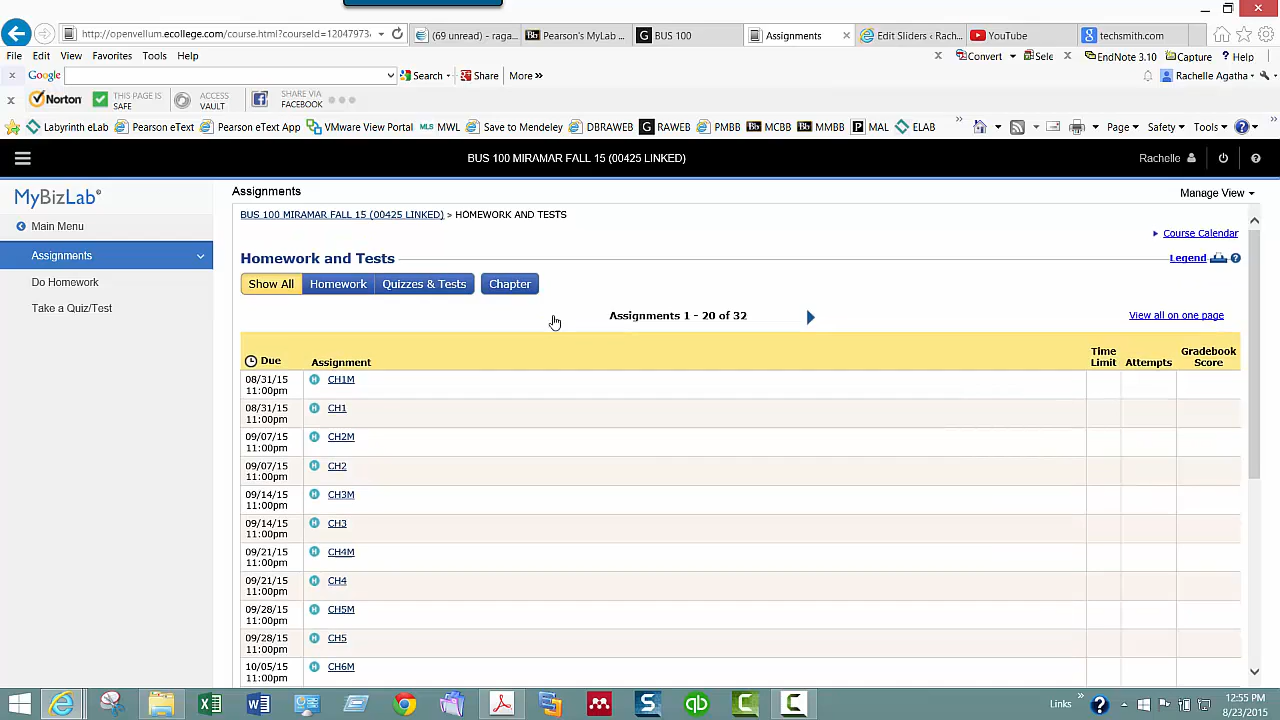 http://openvellum.ecollege.com/course.html?courseId=12047973
(69 unread) - raga...
Pearson's MyLab ...
BUS 100
Assignments
Edit Sliders ‹ R...
YouTube
techsmith.com
File Edit View Favorites Tools Help
Convert
Sele
EndNote 3.10
Capture
Help
Google
Search
Share
More »
Rachelle Agatha
Norton
THIS PAGE IS
SAFE
ACCESS
VAULT
SHARE VIA
FACEBOOK
Labyrinth eLab
Pearson eText
Pearson eText App
VMware View Portal
MLS MWL
Save to Mendeley
DBRAWEB
RAWEB
PMBB
MCBB
MMBB
MAL
ELAB
Page
Safety
Tools
BUS 100 MIRAMAR FALL 15 (00425 LINKED)
Rachelle
MyBizLab®
Main Menu
Assignments
Do Homework
Take a Quiz/Test
Assignments
Manage View
BUS 100 MIRAMAR FALL 15 (00425 LINKED) > HOMEWORK AND TESTS
Course Calendar
Homework and Tests
Legend
Show All
Homework
Quizzes & Tests
Chapter
Assignments 1 - 20 of 32
View all on one page
Due
Assignment
Time Limit
Attempts
Gradebook Score
08/31/15 11:00pm CH1M
08/31/15 11:00pm CH1
09/07/15 11:00pm CH2M
09/07/15 11:00pm CH2
09/14/15 11:00pm CH3M
09/14/15 11:00pm CH3
09/21/15 11:00pm CH4M
09/21/15 11:00pm CH4
09/28/15 11:00pm CH5M
09/28/15 11:00pm CH5
10/05/15 11:00pm CH6M
Links
12:55 PM
8/23/2015